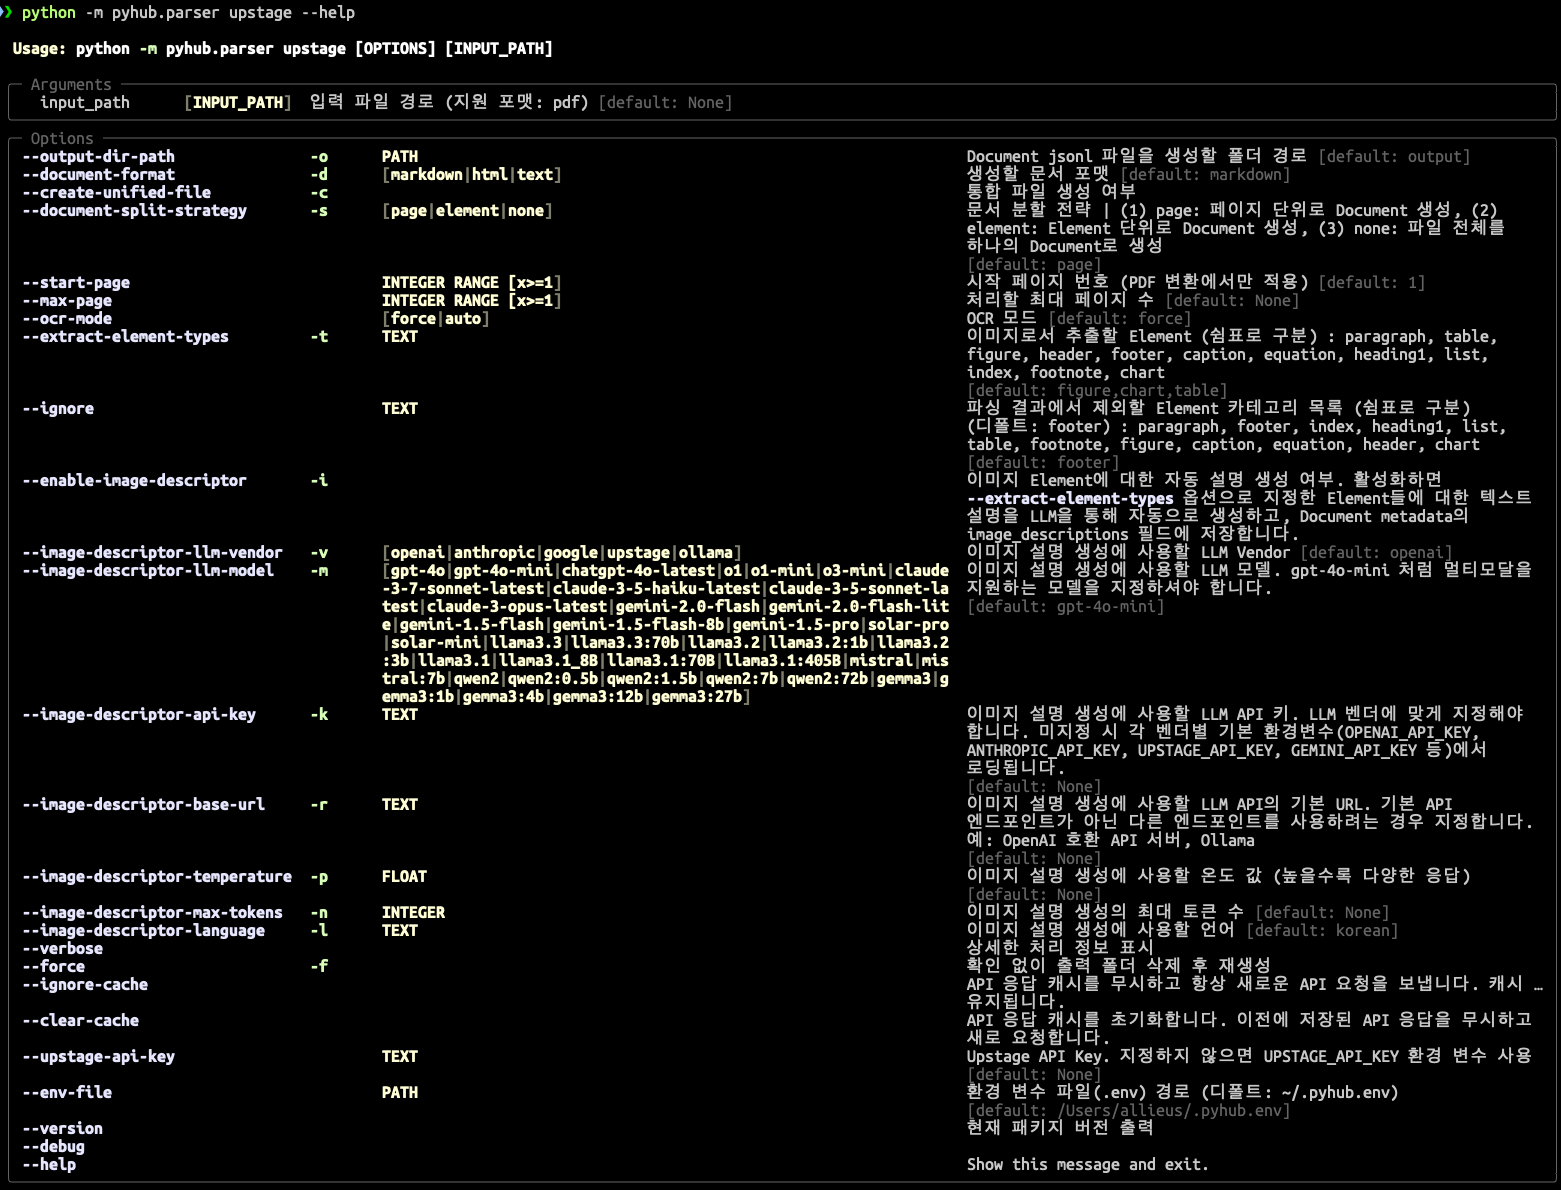 ❯ python -m pyhub.parser upstage --help
Usage: python -m pyhub.parser upstage [OPTIONS] [INPUT_PATH]
Arguments
input_path [INPUT_PATH] 입력 파일 경로 (지원 포맷: pdf) [default: None]
Options
--output-dir-path -o PATH Document jsonl 파일을 생성할 폴더 경로 [default: output]
--document-format -d [markdown|html|text] 생성할 문서 포맷 [default: markdown]
--create-unified-file -c 통합 파일 생성 여부
--document-split-strategy -s [page|element|none] 문서 분할 전략 | (1) page: 페이지 단위로 Document 생성, (2)
element: Element 단위로 Document 생성, (3) none: 파일 전체를
하나의 Document로 생성
[default: page]
--start-page INTEGER RANGE [x>=1] 시작 페이지 번호 (PDF 변환에서만 적용) [default: 1]
--max-page INTEGER RANGE [x>=1] 처리할 최대 페이지 수 [default: None]
--ocr-mode [force|auto] OCR 모드 [default: force]
--extract-element-types -t TEXT 이미지로서 추출할 Element (쉼표로 구분) : paragraph, table,
figure, header, footer, caption, equation, heading1, list,
index, footnote, chart
[default: figure,chart,table]
--ignore TEXT 파싱 결과에서 제외할 Element 카테고리 목록 (쉼표로 구분)
(디폴트: footer) : paragraph, footer, index, heading1, list,
table, footnote, figure, caption, equation, header, chart
[default: footer]
--enable-image-descriptor -i 이미지 Element에 대한 자동 설명 생성 여부. 활성화하면
--extract-element-types 옵션으로 지정한 Element들에 대한 텍스트
설명을 LLM을 통해 자동으로 생성하고, Document metadata의
image_descriptions 필드에 저장합니다.
--image-descriptor-llm-vendor -v [openai|anthropic|google|upstage|ollama] 이미지 설명 생성에 사용할 LLM Vendor [default: openai]
--image-descriptor-llm-model -m [gpt-4o|gpt-4o-mini|chatgpt-4o-latest|o1|o1-mini|o3-mini|claude 이미지 설명 생성에 사용할 LLM 모델. gpt-4o-mini 처럼 멀티모달을
-3-7-sonnet-latest|claude-3-5-haiku-latest|claude-3-5-sonnet-la 지원하는 모델을 지정하셔야 합니다.
test|claude-3-opus-latest|gemini-2.0-flash|gemini-2.0-flash-lit [default: gpt-4o-mini]
e|gemini-1.5-flash|gemini-1.5-flash-8b|gemini-1.5-pro|solar-pro
|solar-mini|llama3.3|llama3.3:70b|llama3.2|llama3.2:1b|llama3.2
:3b|llama3.1|llama3.1_8B|llama3.1:70B|llama3.1:405B|mistral|mis
tral:7b|qwen2|qwen2:0.5b|qwen2:1.5b|qwen2:7b|qwen2:72b|gemma3|g
emma3:1b|gemma3:4b|gemma3:12b|gemma3:27b]
--image-descriptor-api-key -k TEXT 이미지 설명 생성에 사용할 LLM API 키. LLM 벤더에 맞게 지정해야
합니다. 미지정 시 각 벤더별 기본 환경변수(OPENAI_API_KEY,
ANTHROPIC_API_KEY, UPSTAGE_API_KEY, GEMINI_API_KEY 등)에서
로딩됩니다.
[default: None]
--image-descriptor-base-url -r TEXT 이미지 설명 생성에 사용할 LLM API의 기본 URL. 기본 API
엔드포인트가 아닌 다른 엔드포인트를 사용하려는 경우 지정합니다.
예: OpenAI 호환 API 서버, Ollama
[default: None]
--image-descriptor-temperature -p FLOAT 이미지 설명 생성에 사용할 온도 값 (높을수록 다양한 응답)
[default: None]
--image-descriptor-max-tokens -n INTEGER 이미지 설명 생성의 최대 토큰 수 [default: None]
--image-descriptor-language -l TEXT 이미지 설명 생성에 사용할 언어 [default: korean]
--verbose 상세한 처리 정보 표시
--force -f 확인 없이 출력 폴더 삭제 후 재생성
--ignore-cache API 응답 캐시를 무시하고 항상 새로운 API 요청을 보냅니다. 캐시 …
유지됩니다.
--clear-cache API 응답 캐시를 초기화합니다. 이전에 저장된 API 응답을 무시하고
새로 요청합니다.
--upstage-api-key TEXT Upstage API Key. 지정하지 않으면 UPSTAGE_API_KEY 환경 변수 사용
[default: None]
--env-file PATH 환경 변수 파일(.env) 경로 (디폴트: ~/.pyhub.env)
[default: /Users/allieus/.pyhub.env]
--version 현재 패키지 버전 출력
--debug
--help Show this message and exit.